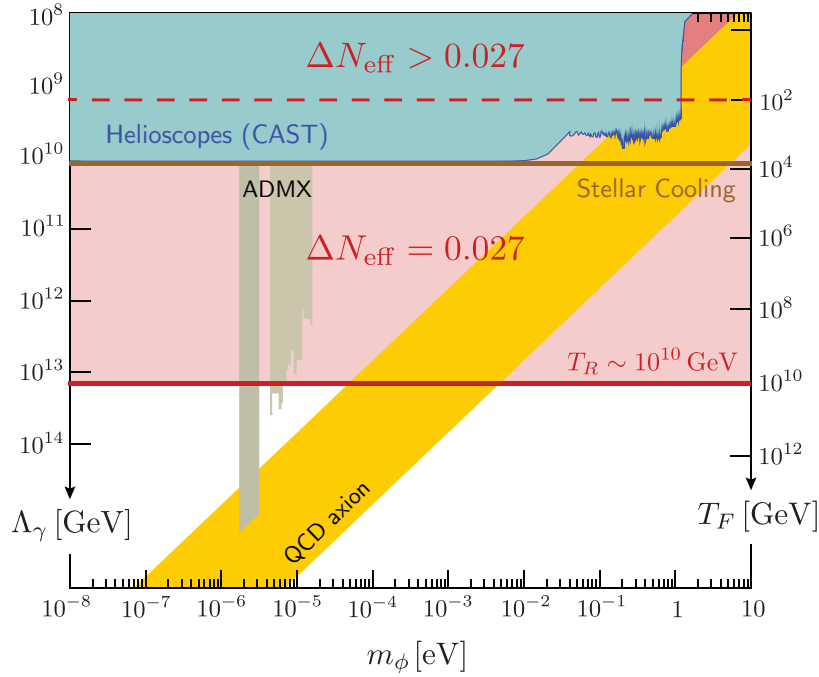 ΔN_eff > 0.027
Helioscopes (CAST)
ADMX
Stellar Cooling
ΔN_eff = 0.027
T_R ∼ 10^10 GeV
QCD axion
10^8
10^9
10^10
10^11
10^12
10^13
10^14
Λ_γ [GeV]
10^2
10^4
10^6
10^8
10^10
10^12
T_F [GeV]
10^−8
10^−7
10^−6
10^−5
10^−4
10^−3
10^−2
10^−1
1
10
m_ϕ [eV]